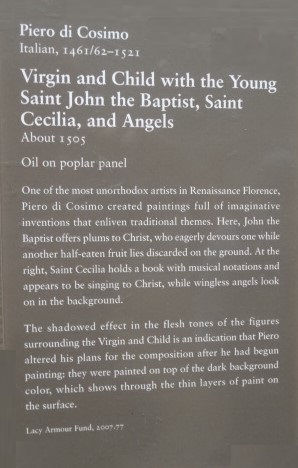 Piero di Cosimo
Italian, 1461/62–1521
Virgin and Child with the Young
Saint John the Baptist, Saint
Cecilia, and Angels
About 1505
Oil on poplar panel
One of the most unorthodox artists in Renaissance Florence,
Piero di Cosimo created paintings full of imaginative
inventions that enliven traditional themes. Here, John the
Baptist offers plums to Christ, who eagerly devours one while
another half-eaten fruit lies discarded on the ground. At the
right, Saint Cecilia holds a book with musical notations and
appears to be singing to Christ, while wingless angels look
on in the background.
The shadowed effect in the flesh tones of the figures
surrounding the Virgin and Child is an indication that Piero
altered his plans for the composition after he had begun
painting: they were painted on top of the dark background
color, which shows through the thin layers of paint on
the surface.
Lacy Armour Fund, 2007.77